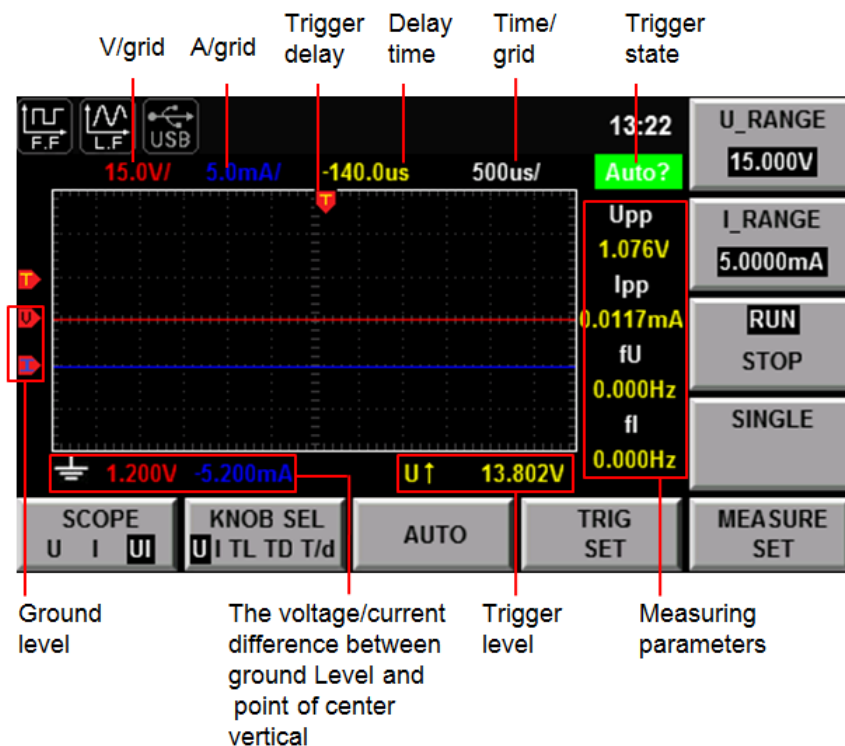 V/grid
A/grid
Trigger
delay
Delay
time
Time/
grid
Trigger
state
F.F
L.F
USB
13:22
15.0V/
5.0mA/
-140.0us
500us/
Auto?
T
T
U
I
Upp
1.076V
Ipp
0.0117mA
fU
0.000Hz
fI
0.000Hz
1.200V
-5.200mA
U↑
13.802V
U_RANGE
15.000V
I_RANGE
5.0000mA
RUN
STOP
SINGLE
SCOPE
U I UI
KNOB SEL
U I TL TD T/d
AUTO
TRIG
SET
MEASURE
SET
Ground
level
The voltage/current
difference between
ground Level and
point of center
vertical
Trigger
level
Measuring
parameters